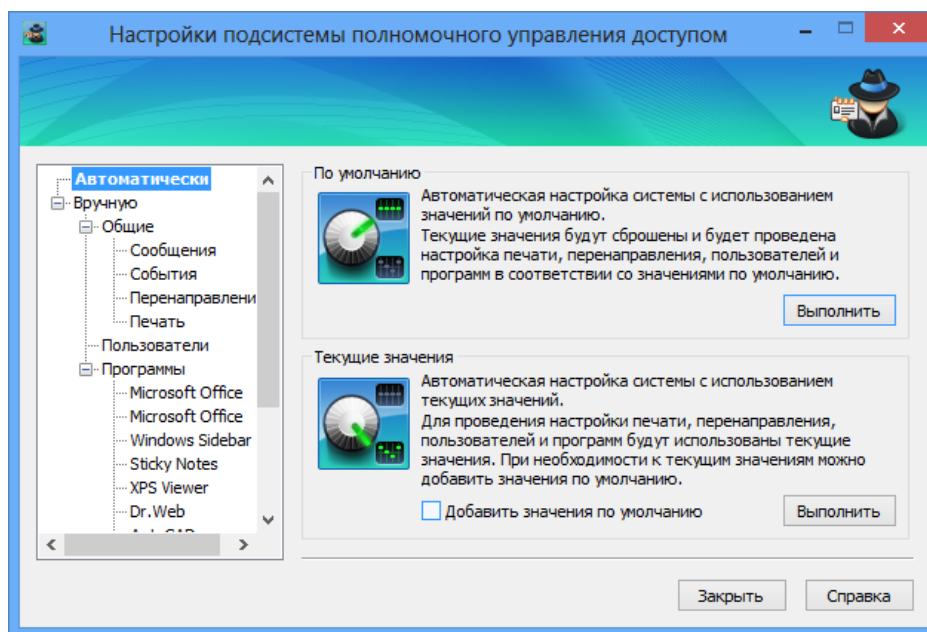 Настройки подсистемы полномочного управления доступом
Автоматически
Вручную
Общие
Сообщения
События
Перенаправлени
Печать
Пользователи
Программы
Microsoft Office
Microsoft Office
Windows Sidebar
Sticky Notes
XPS Viewer
Dr.Web
По умолчанию
Автоматическая настройка системы с использованием
значений по умолчанию.
Текущие значения будут сброшены и будет проведена
настройка печати, перенаправления, пользователей и
программ в соответствии со значениями по умолчанию.
Выполнить
Текущие значения
Автоматическая настройка системы с использованием
текущих значений.
Для проведения настройки печати, перенаправления,
пользователей и программ будут использованы текущие
значения. При необходимости к текущим значениям можно
добавить значения по умолчанию.
Добавить значения по умолчанию
Выполнить
Закрыть
Справка